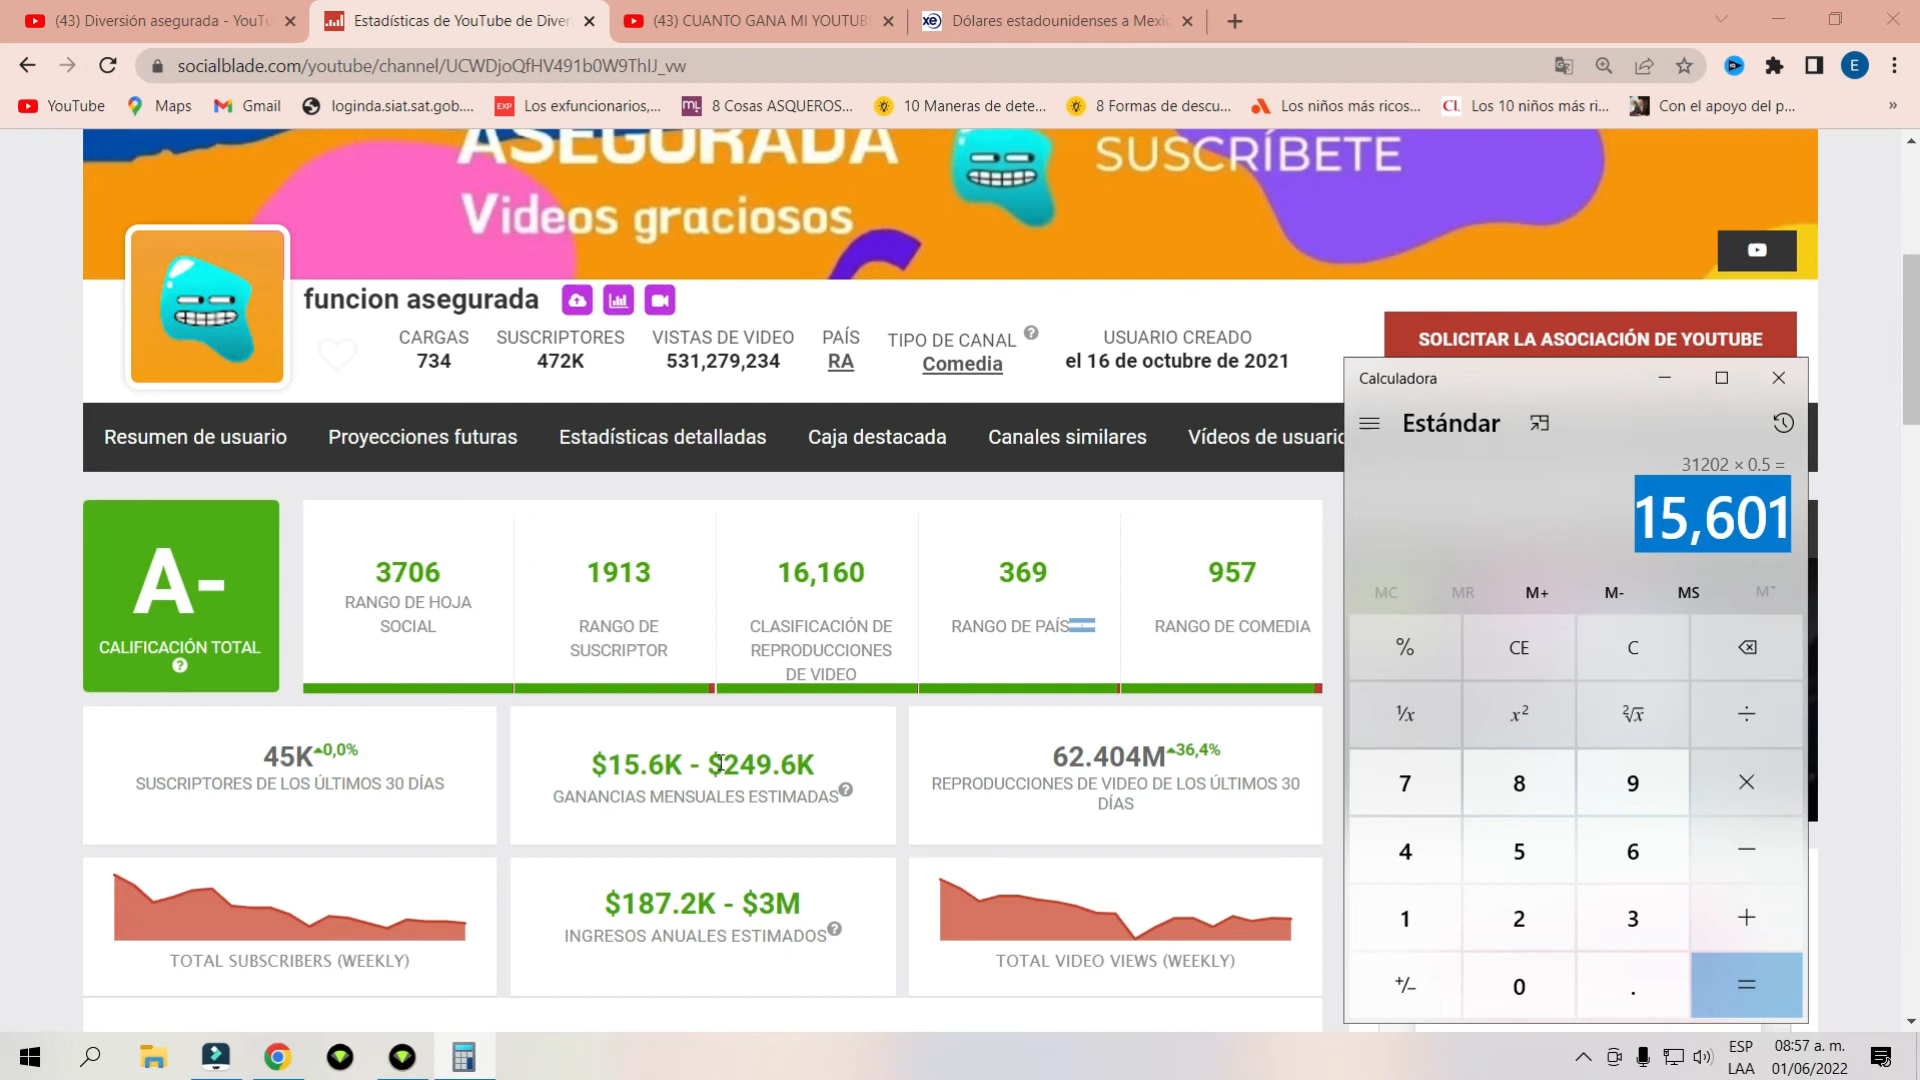 (43) Diversión asegurada - YouTu
Estadísticas de YouTube de Diver
(43) CUANTO GANA MI YOUTUB
xe Dólares estadounidenses a Mexic
socialblade.com/youtube/channel/UCWDjoQfHV491b0W9ThIJ_vw
E
YouTube
Maps
Gmail
loginda.siat.sat.gob....
EXP Los exfuncionarios,...
8 Cosas ASQUEROS...
10 Maneras de dete...
8 Formas de descu...
Los niños más ricos...
CL Los 10 niños más ri...
Con el apoyo del p...
»
ASEGURADA
SUSCRÍBETE
Videos graciosos
funcion asegurada
CARGAS
734
SUSCRIPTORES
472K
VISTAS DE VIDEO
531,279,234
PAÍS
RA
TIPO DE CANAL ?
Comedia
USUARIO CREADO
el 16 de octubre de 2021
SOLICITAR LA ASOCIACIÓN DE YOUTUBE
Resumen de usuario
Proyecciones futuras
Estadísticas detalladas
Caja destacada
Canales similares
Vídeos de usuario
A-
CALIFICACIÓN TOTAL
?
3706
RANGO DE HOJA
SOCIAL
1913
RANGO DE
SUSCRIPTOR
16,160
CLASIFICACIÓN DE
REPRODUCCIONES
DE VIDEO
369
RANGO DE PAÍS
957
RANGO DE COMEDIA
45K 0,0%
SUSCRIPTORES DE LOS ÚLTIMOS 30 DÍAS
$15.6K - $249.6K
GANANCIAS MENSUALES ESTIMADAS ?
62.404M 36,4%
REPRODUCCIONES DE VIDEO DE LOS ÚLTIMOS 30
DÍAS
TOTAL SUBSCRIBERS (WEEKLY)
$187.2K - $3M
INGRESOS ANUALES ESTIMADOS ?
TOTAL VIDEO VIEWS (WEEKLY)
Calculadora
Estándar
31202 × 0.5 =
15,601
MC MR M+ M- MS M˅
% CE C
¹/x x² ²√x ÷
7 8 9 ×
4 5 6 −
1 2 3 +
+/− 0 . =
ESP
LAA
08:57 a. m.
01/06/2022